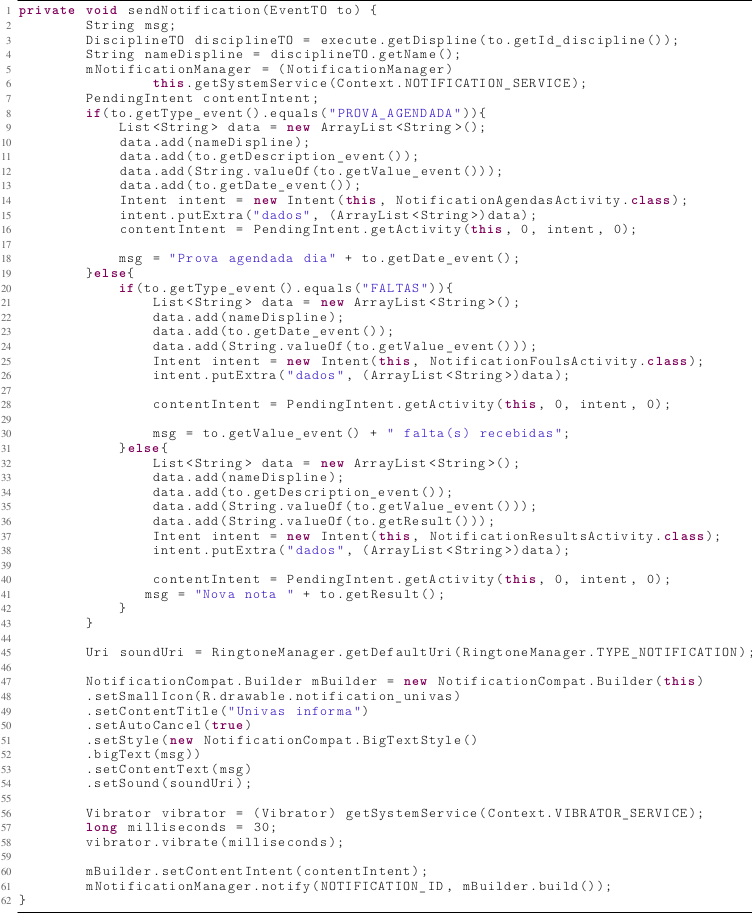 1 private void sendNotification(EventTO to) {
2 String msg;
3 DisciplineTO disciplineTO = execute.getDispline(to.getId_discipline());
4 String nameDispline = disciplineTO.getName();
5 mNotificationManager = (NotificationManager)
6 this.getSystemService(Context.NOTIFICATION_SERVICE);
7 PendingIntent contentIntent;
8 if(to.getType_event().equals("PROVA_AGENDADA")){
9 List<String> data = new ArrayList<String>();
10 data.add(nameDispline);
11 data.add(to.getDescription_event());
12 data.add(String.valueOf(to.getValue_event()));
13 data.add(to.getDate_event());
14 Intent intent = new Intent(this, NotificationAgendasActivity.class);
15 intent.putExtra("dados", (ArrayList<String>)data);
16 contentIntent = PendingIntent.getActivity(this, 0, intent, 0);
17
18 msg = "Prova agendada dia" + to.getDate_event();
19 }else{
20 if(to.getType_event().equals("FALTAS")){
21 List<String> data = new ArrayList<String>();
22 data.add(nameDispline);
23 data.add(to.getDate_event());
24 data.add(String.valueOf(to.getValue_event()));
25 Intent intent = new Intent(this, NotificationFoulsActivity.class);
26 intent.putExtra("dados", (ArrayList<String>)data);
27
28 contentIntent = PendingIntent.getActivity(this, 0, intent, 0);
29
30 msg = to.getValue_event() + " falta(s) recebidas";
31 }else{
32 List<String> data = new ArrayList<String>();
33 data.add(nameDispline);
34 data.add(to.getDescription_event());
35 data.add(String.valueOf(to.getValue_event()));
36 data.add(String.valueOf(to.getResult()));
37 Intent intent = new Intent(this, NotificationResultsActivity.class);
38 intent.putExtra("dados", (ArrayList<String>)data);
39
40 contentIntent = PendingIntent.getActivity(this, 0, intent, 0);
41 msg = "Nova nota " + to.getResult();
42 }
43 }
44
45 Uri soundUri = RingtoneManager.getDefaultUri(RingtoneManager.TYPE_NOTIFICATION);
46
47 NotificationCompat.Builder mBuilder = new NotificationCompat.Builder(this)
48 .setSmallIcon(R.drawable.notification_univas)
49 .setContentTitle("Univas informa")
50 .setAutoCancel(true)
51 .setStyle(new NotificationCompat.BigTextStyle()
52 .bigText(msg))
53 .setContentText(msg)
54 .setSound(soundUri);
55
56 Vibrator vibrator = (Vibrator) getSystemService(Context.VIBRATOR_SERVICE);
57 long milliseconds = 30;
58 vibrator.vibrate(milliseconds);
59
60 mBuilder.setContentIntent(contentIntent);
61 mNotificationManager.notify(NOTIFICATION_ID, mBuilder.build());
62 }